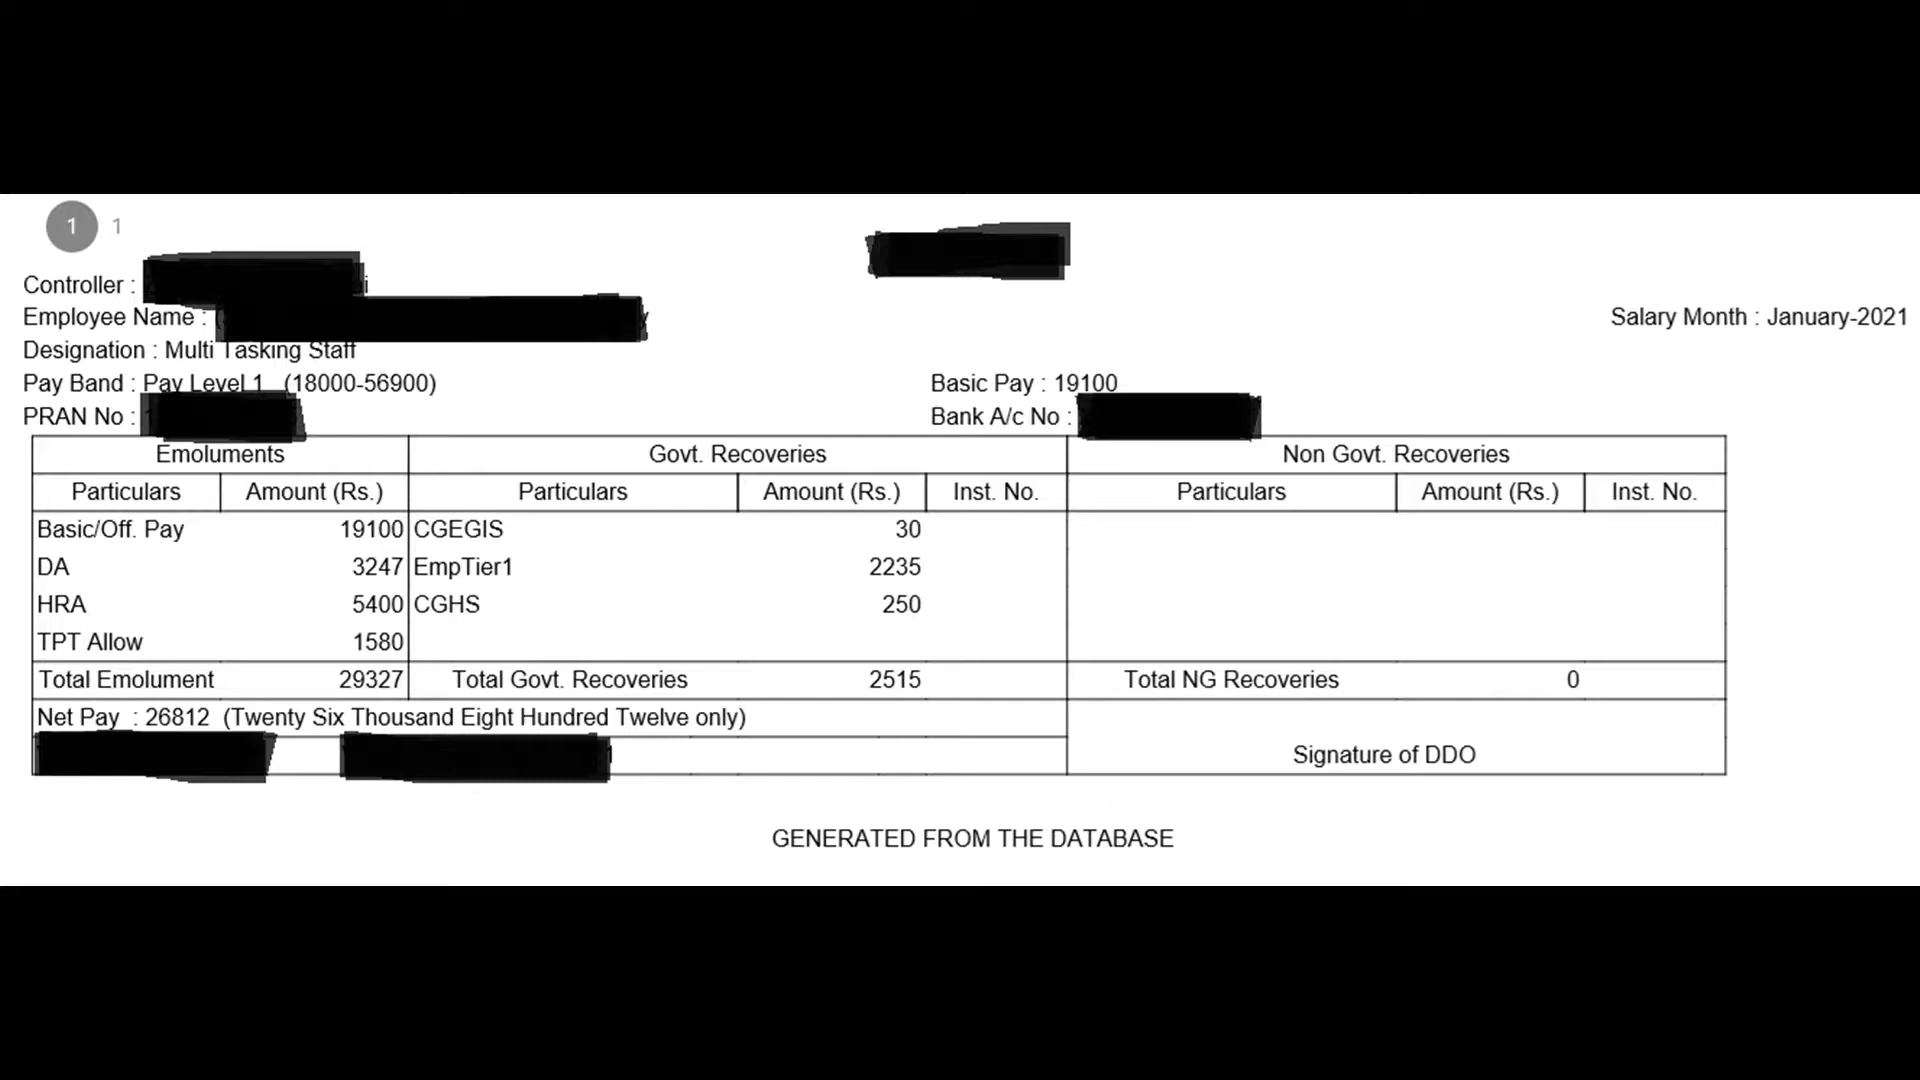 1 1
Controller :
Employee Name :
Salary Month : January-2021
Designation : Multi Tasking Staff
Pay Band : Pay Level 1 (18000-56900) Basic Pay : 19100
PRAN No : Bank A/c No :
Emoluments Govt. Recoveries Non Govt. Recoveries
Particulars Amount (Rs.) Particulars Amount (Rs.) Inst. No. Particulars Amount (Rs.) Inst. No.
Basic/Off. Pay 19100 CGEGIS 30
DA 3247 EmpTier1 2235
HRA 5400 CGHS 250
TPT Allow 1580
Total Emolument 29327 Total Govt. Recoveries 2515 Total NG Recoveries 0
Net Pay : 26812 (Twenty Six Thousand Eight Hundred Twelve only)
Signature of DDO
GENERATED FROM THE DATABASE